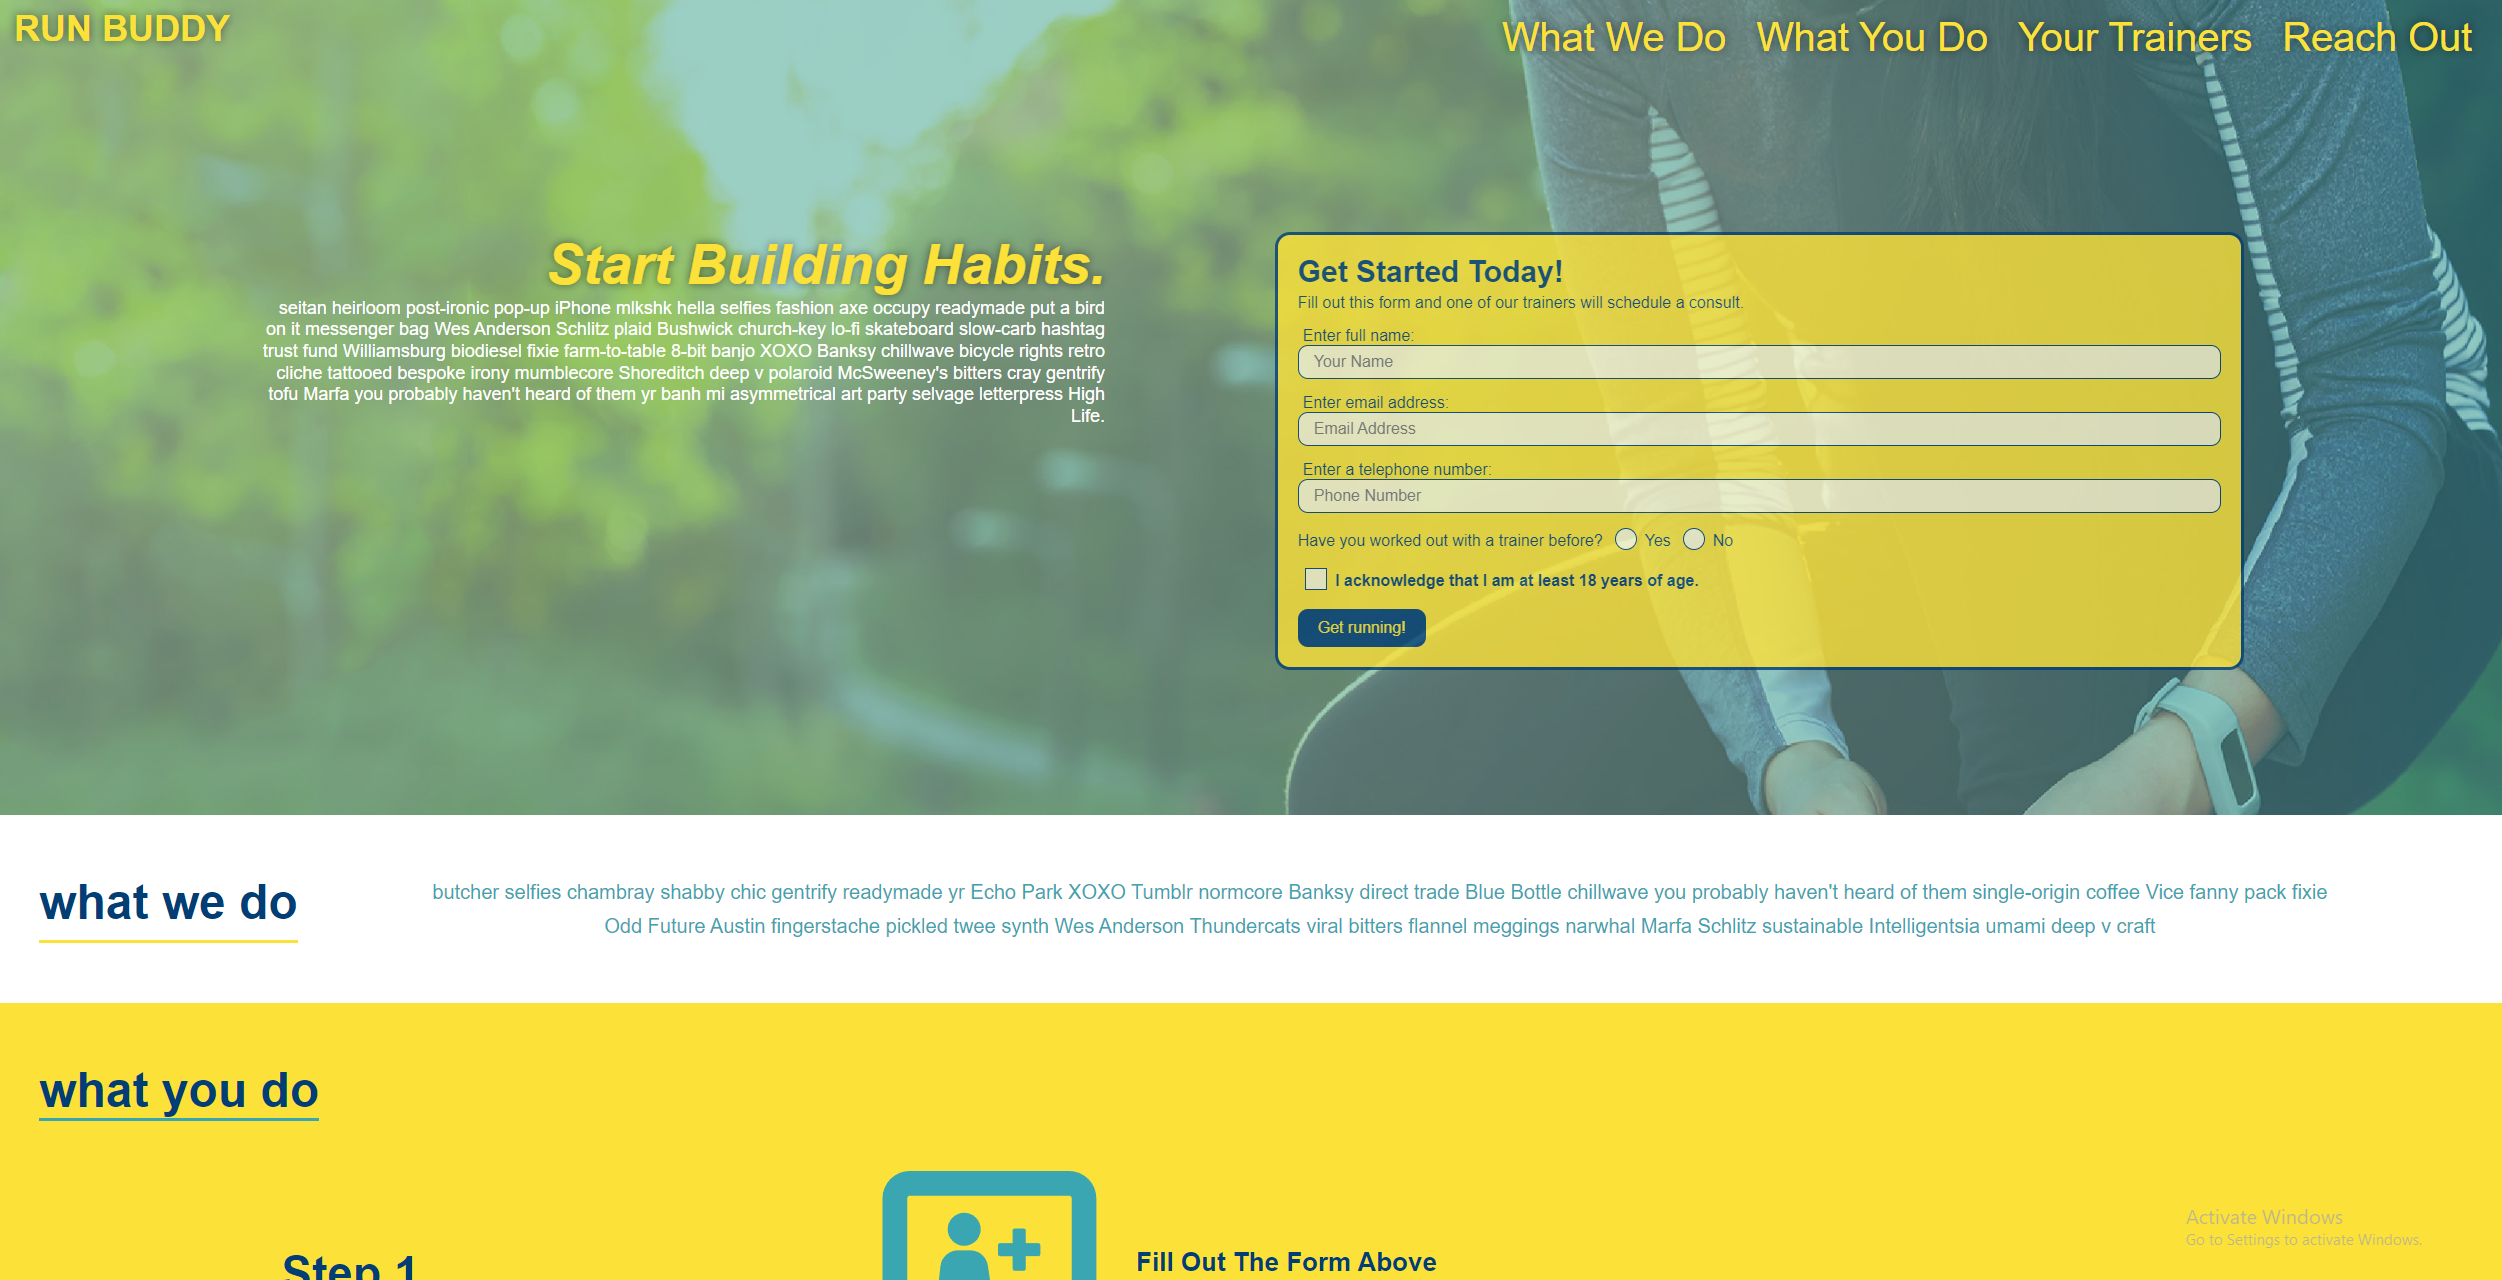 RUN BUDDY
What We Do What You Do Your Trainers Reach Out
Start Building Habits.
seitan heirloom post-ironic pop-up iPhone mlkshk hella selfies fashion axe occupy readymade put a bird
on it messenger bag Wes Anderson Schlitz plaid Bushwick church-key lo-fi skateboard slow-carb hashtag
trust fund Williamsburg biodiesel fixie farm-to-table 8-bit banjo XOXO Banksy chillwave bicycle rights retro
cliche tattooed bespoke irony mumblecore Shoreditch deep v polaroid McSweeney's bitters cray gentrify
tofu Marfa you probably haven't heard of them yr banh mi asymmetrical art party selvage letterpress High
Life.
Get Started Today!
Fill out this form and one of our trainers will schedule a consult.
Enter full name:
Your Name
Enter email address:
Email Address
Enter a telephone number:
Phone Number
Have you worked out with a trainer before? Yes No
I acknowledge that I am at least 18 years of age.
Get running!
what we do
butcher selfies chambray shabby chic gentrify readymade yr Echo Park XOXO Tumblr normcore Banksy direct trade Blue Bottle chillwave you probably haven't heard of them single-origin coffee Vice fanny pack fixie
Odd Future Austin fingerstache pickled twee synth Wes Anderson Thundercats viral bitters flannel meggings narwhal Marfa Schlitz sustainable Intelligentsia umami deep v craft
what you do
Step 1
Fill Out The Form Above
Activate Windows
Go to Settings to activate Windows.